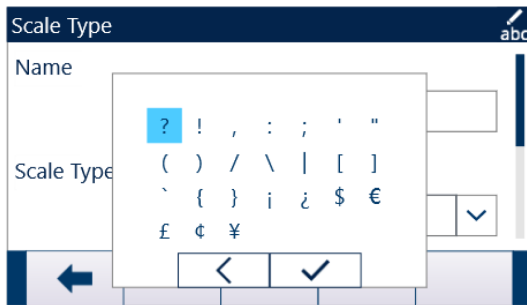 Scale Type
abc
Name
? ! , : ; ' "
( ) / \ | [ ]
Scale Type
` { } ¡ ¿ $ €
£ ¢ ¥